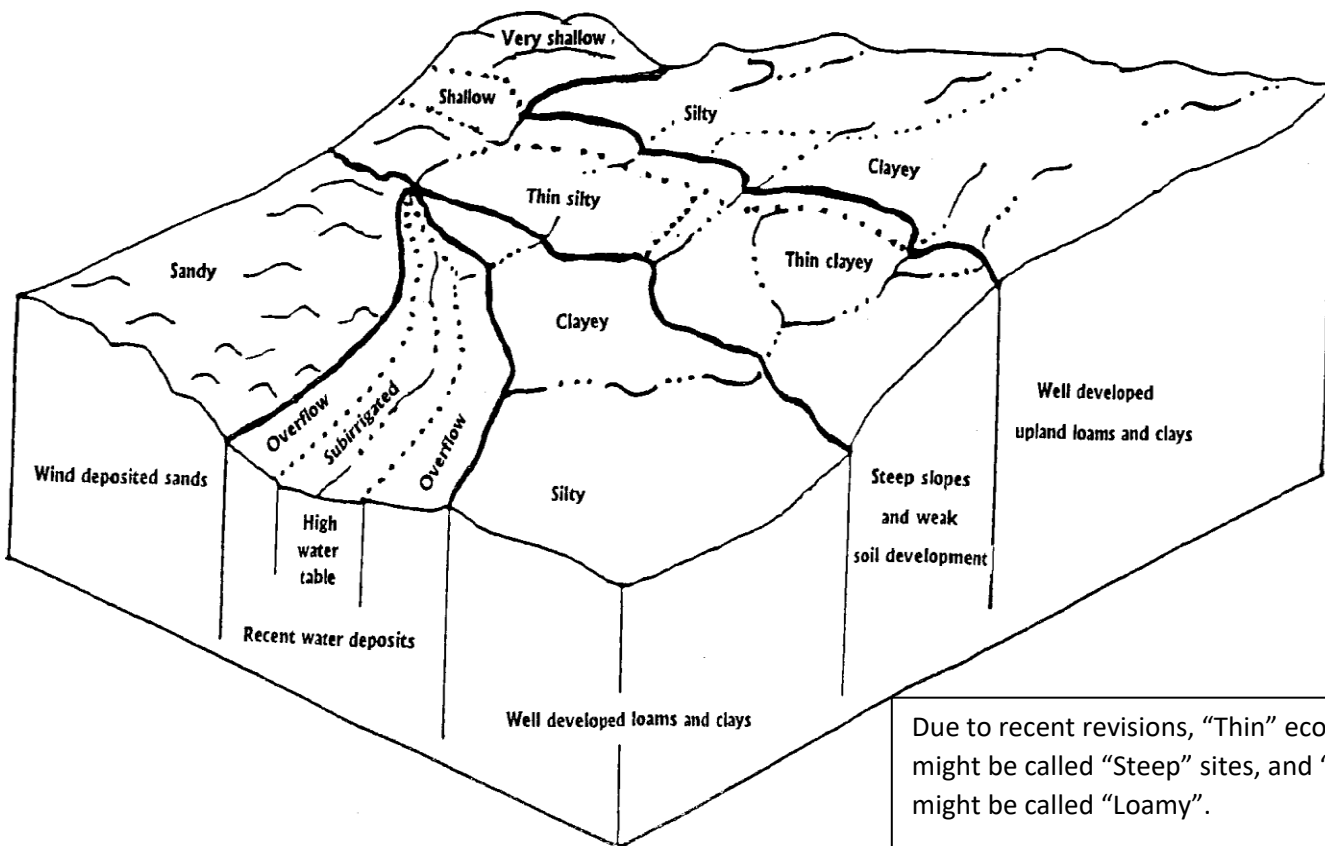 Very shallow
Shallow
Silty
Clayey
Thin silty
Thin clayey
Sandy
Clayey
Overflow
Subirrigated
Overflow
Silty
Wind deposited sands
High
water
table
Recent water deposits
Well developed loams and clays
Steep slopes
and weak
soil development
Well developed
upland loams and clays
Due to recent revisions, “Thin” eco
might be called “Steep” sites, and “
might be called “Loamy”.